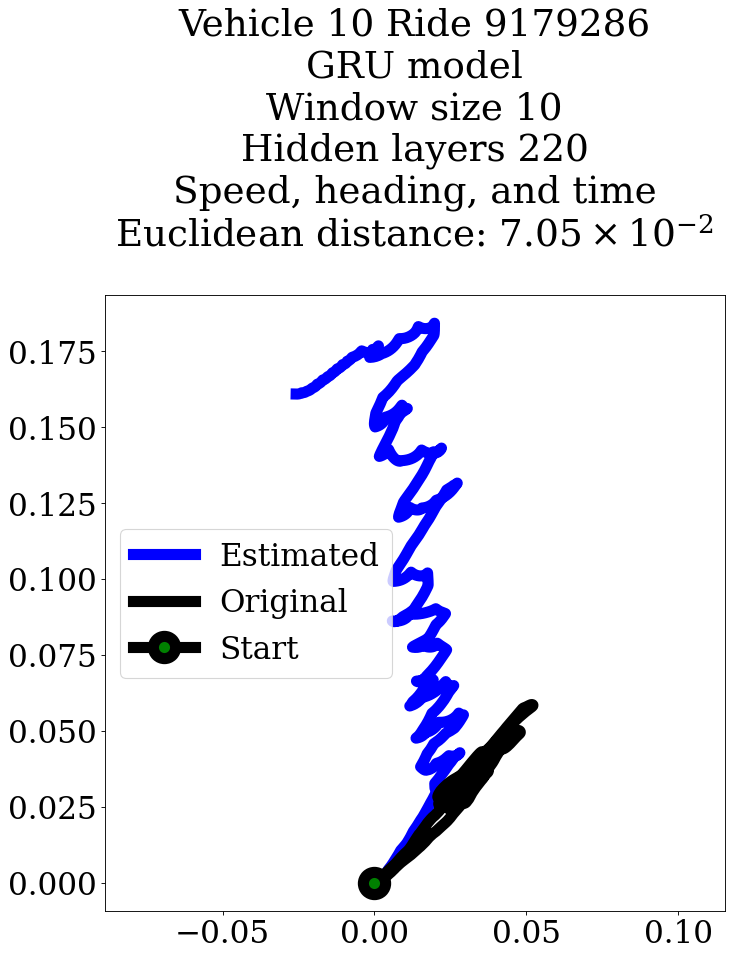 Vehicle 10 Ride 9179286
GRU model
Window size 10
Hidden layers 220
Speed, heading, and time
Euclidean distance: 7.05 × 10⁻²
0.175
0.150
0.125
0.100
0.075
0.050
0.025
0.000
Estimated
Original
Start
−0.05 0.00 0.05 0.10